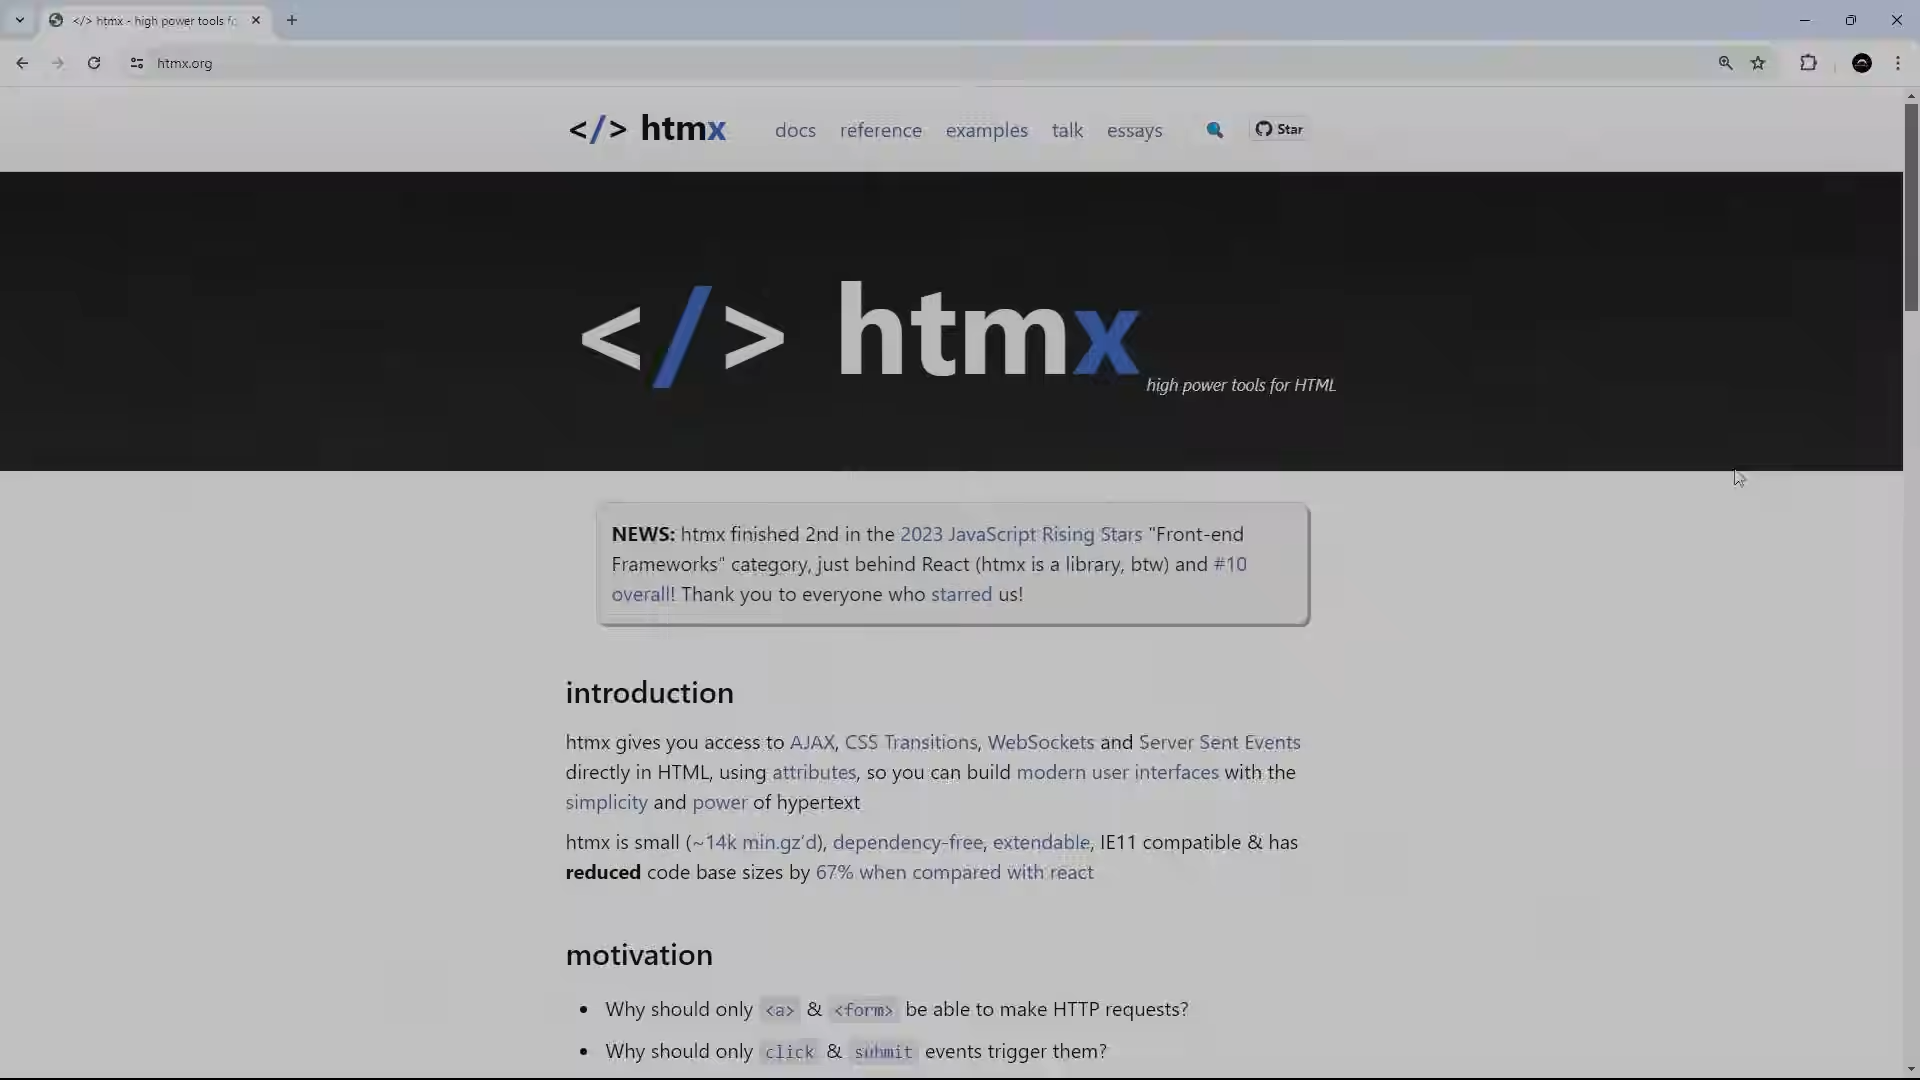 </> htmx - high power tools fo
htmx.org
</> htmx docs reference examples talk essays Star
</> htmx
high power tools for HTML
NEWS: htmx finished 2nd in the 2023 JavaScript Rising Stars "Front-end
Frameworks" category, just behind React (htmx is a library, btw) and #10
overall! Thank you to everyone who starred us!
introduction
htmx gives you access to AJAX, CSS Transitions, WebSockets and Server Sent Events
directly in HTML, using attributes, so you can build modern user interfaces with the
simplicity and power of hypertext
htmx is small (~14k min.gz'd), dependency-free, extendable, IE11 compatible & has
reduced code base sizes by 67% when compared with react
motivation
• Why should only <a> & <form> be able to make HTTP requests?
• Why should only click & submit events trigger them?